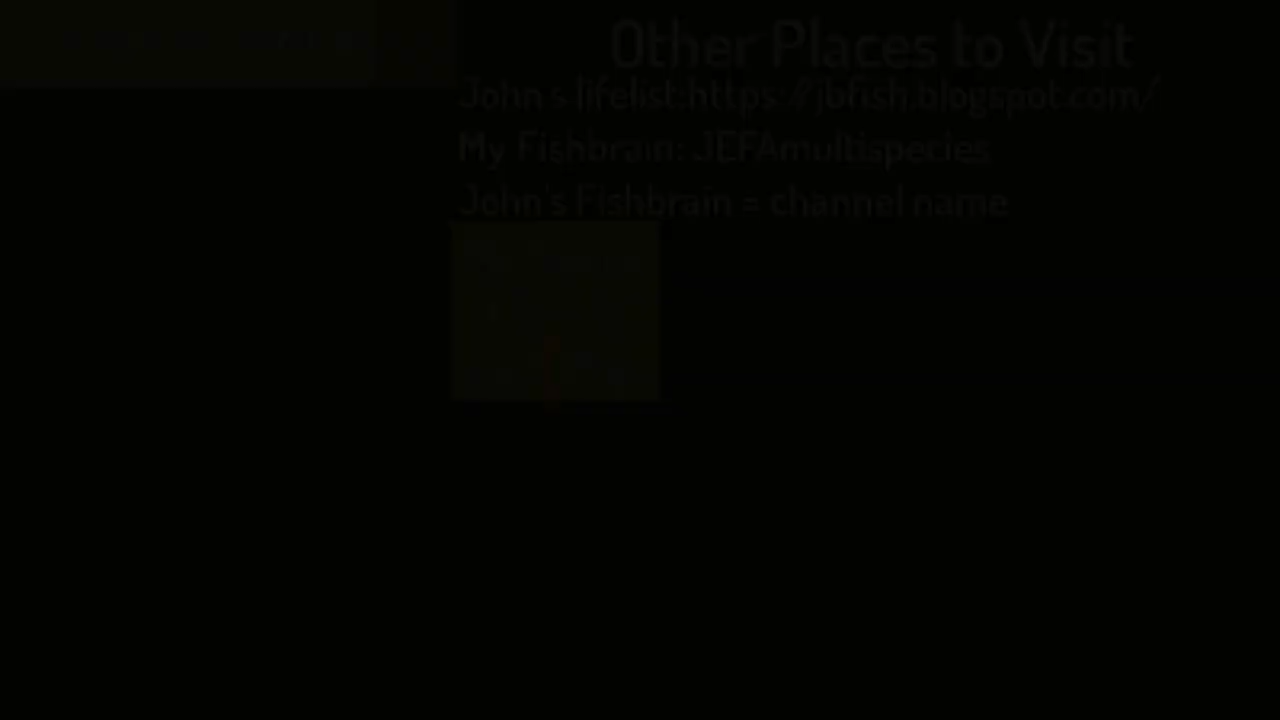 Other Places to Visit
John's lifelist:https://jbfish.blogspot.com/
My Fishbrain: JEFAmultispecies
John's Fishbrain = channel name